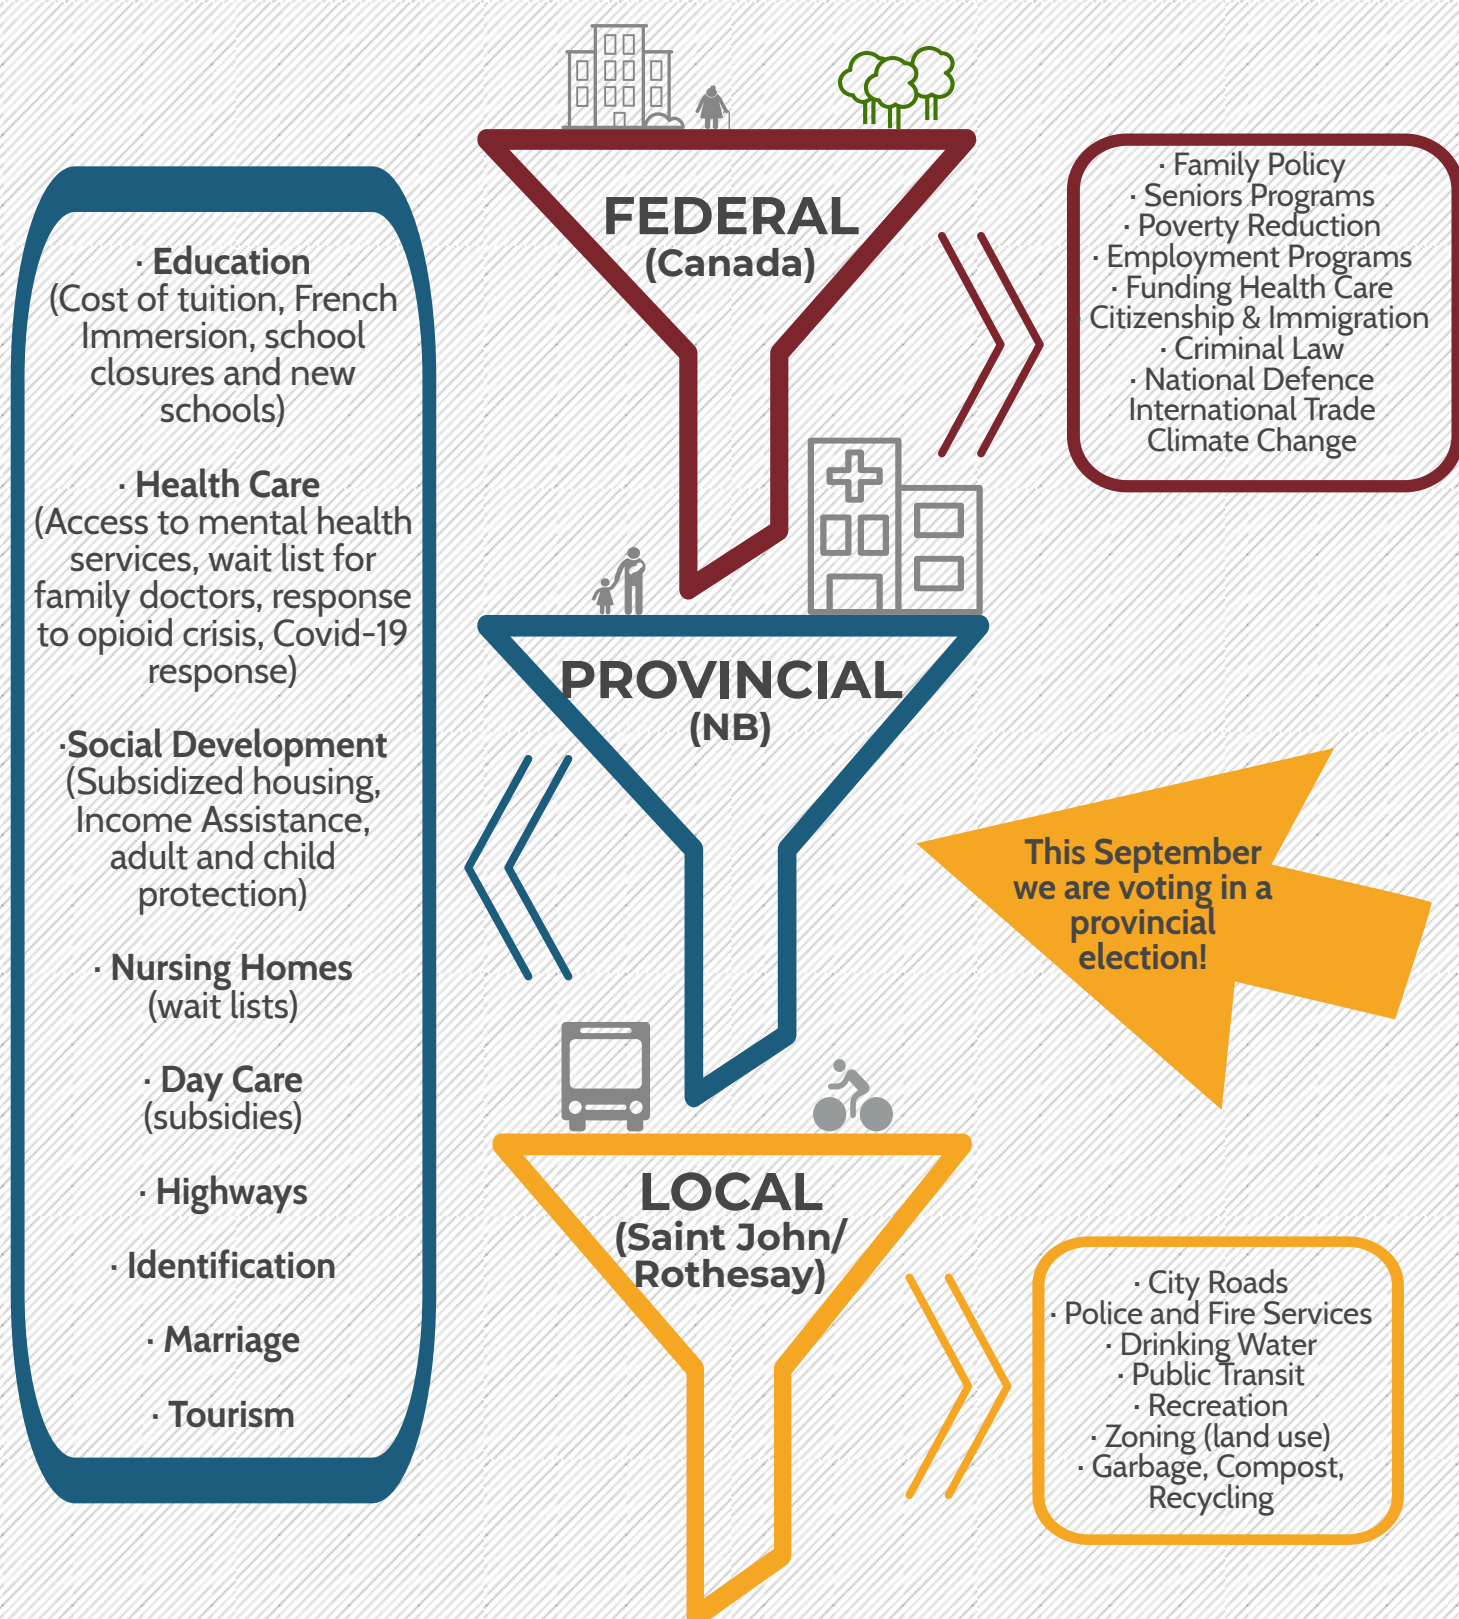 FEDERAL
(Canada)
· Family Policy
· Seniors Programs
· Poverty Reduction
· Employment Programs
· Funding Health Care
· Citizenship & Immigration
· Criminal Law
· National Defence
International Trade
Climate Change
PROVINCIAL
(NB)
· Education
(Cost of tuition, French
Immersion, school
closures and new
schools)
· Health Care
(Access to mental health
services, wait list for
family doctors, response
to opioid crisis, Covid-19
response)
·Social Development
(Subsidized housing,
Income Assistance,
adult and child
protection)
· Nursing Homes
(wait lists)
· Day Care
(subsidies)
· Highways
· Identification
· Marriage
· Tourism
This September
we are voting in a
provincial
election!
LOCAL
(Saint John/
Rothesay)
· City Roads
· Police and Fire Services
· Drinking Water
· Public Transit
· Recreation
· Zoning (land use)
· Garbage, Compost,
Recycling